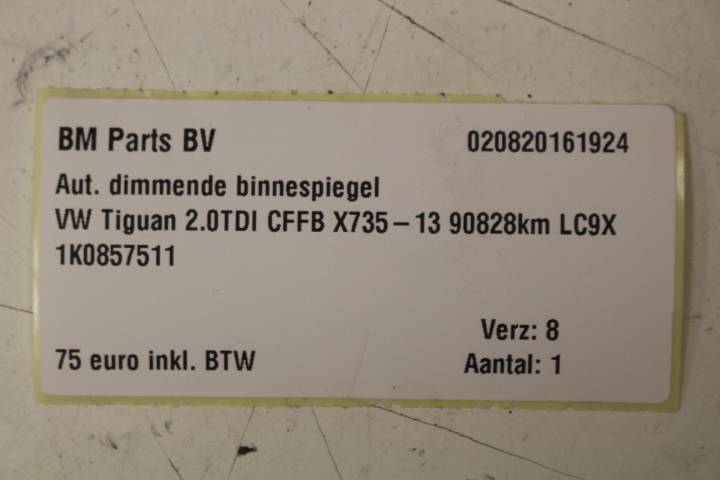 BM Parts BV 020820161924
Aut. dimmende binnespiegel
VW Tiguan 2.0TDI CFFB X735-13 90828km LC9X
1K0857511
Verz: 8
75 euro inkl. BTW Aantal: 1